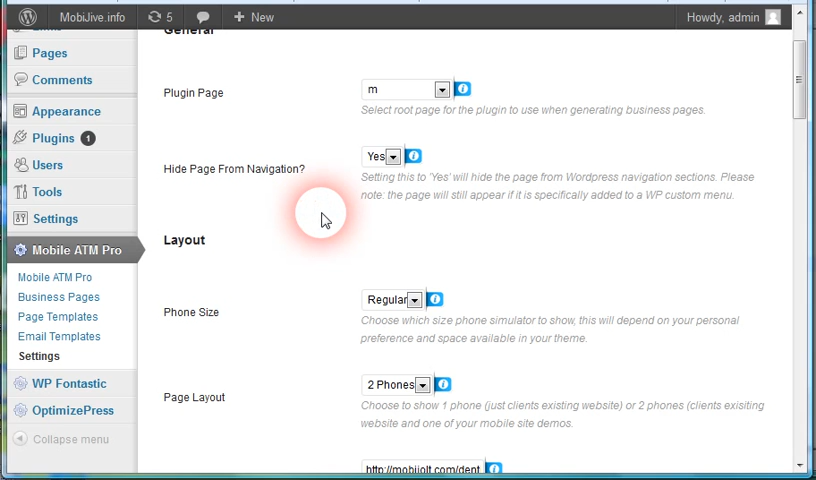 MobiJive.info
5
New
Howdy, admin
Links
Pages
Comments
Appearance
Plugins 1
Users
Tools
Settings
Mobile ATM Pro
Mobile ATM Pro
Business Pages
Page Templates
Email Templates
Settings
WP Fontastic
OptimizePress
Collapse menu
General
Plugin Page
m
Select root page for the plugin to use when generating business pages.
Hide Page From Navigation?
Yes
Setting this to 'Yes' will hide the page from Wordpress navigation sections. Please
note: the page will still appear if it is specifically added to a WP custom menu.
Layout
Phone Size
Regular
Choose which size phone simulator to show, this will depend on your personal
preference and space available in your theme.
Page Layout
2 Phones
Choose to show 1 phone (just clients existing website) or 2 phones (clients exisiting
website and one of your mobile site demos.
http://mobijolt.com/dent